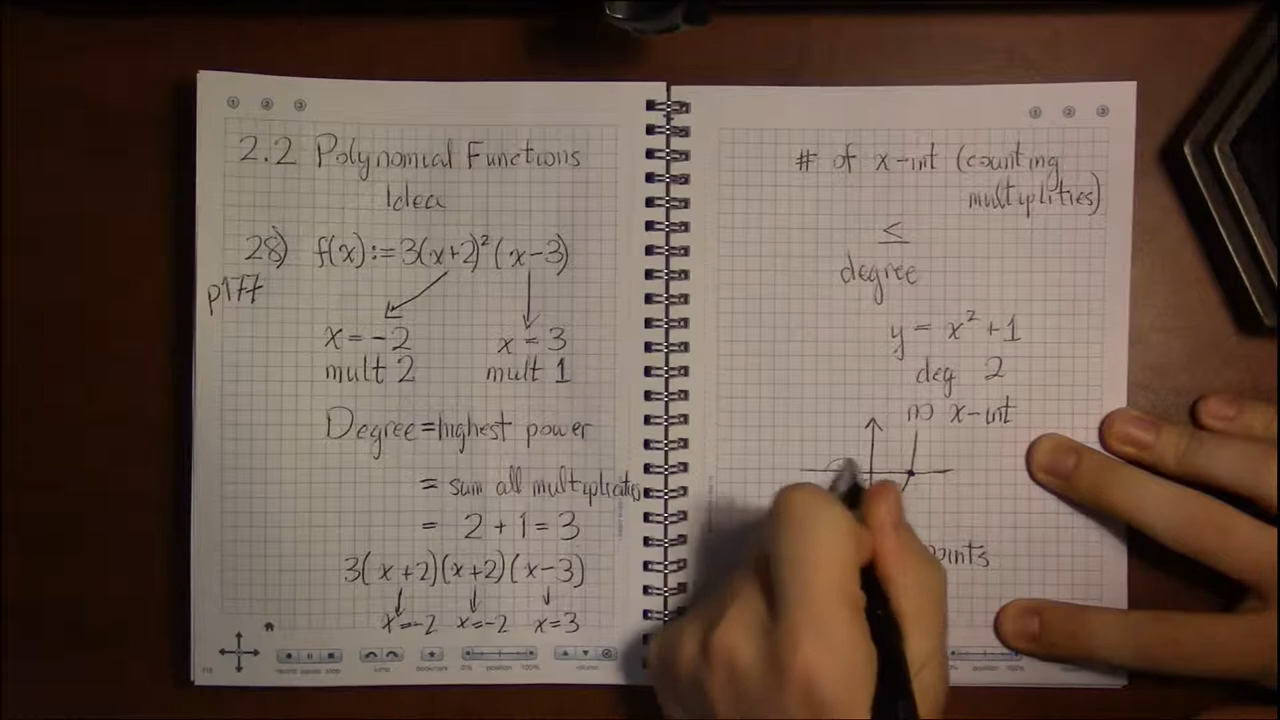 2.2 Polynomial Functions
Idea
28) f(x):= 3(x+2)²(x-3)
p177
x = -2 x = 3
mult 2 mult 1
Degree = highest power
= sum all multiplicities
= 2 + 1 = 3
3(x+2)(x+2)(x-3)
x=-2 x=-2 x=3
# of x-int (counting
multiplities)
≤
degree
y = x² + 1
deg 2
no x-int